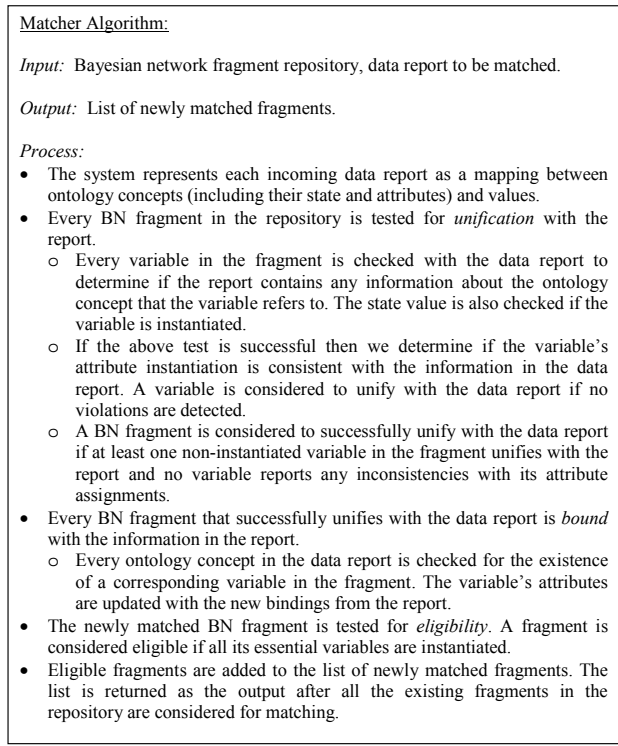 Matcher Algorithm:
Input: Bayesian network fragment repository, data report to be matched.
Output: List of newly matched fragments.
Process:
• The system represents each incoming data report as a mapping between
ontology concepts (including their state and attributes) and values.
• Every BN fragment in the repository is tested for unification with the
report.
o Every variable in the fragment is checked with the data report to
determine if the report contains any information about the ontology
concept that the variable refers to. The state value is also checked if the
variable is instantiated.
o If the above test is successful then we determine if the variable's
attribute instantiation is consistent with the information in the data
report. A variable is considered to unify with the data report if no
violations are detected.
o A BN fragment is considered to successfully unify with the data report
if at least one non-instantiated variable in the fragment unifies with the
report and no variable reports any inconsistencies with its attribute
assignments.
• Every BN fragment that successfully unifies with the data report is bound
with the information in the report.
o Every ontology concept in the data report is checked for the existence
of a corresponding variable in the fragment. The variable's attributes
are updated with the new bindings from the report.
• The newly matched BN fragment is tested for eligibility. A fragment is
considered eligible if all its essential variables are instantiated.
• Eligible fragments are added to the list of newly matched fragments. The
list is returned as the output after all the existing fragments in the
repository are considered for matching.